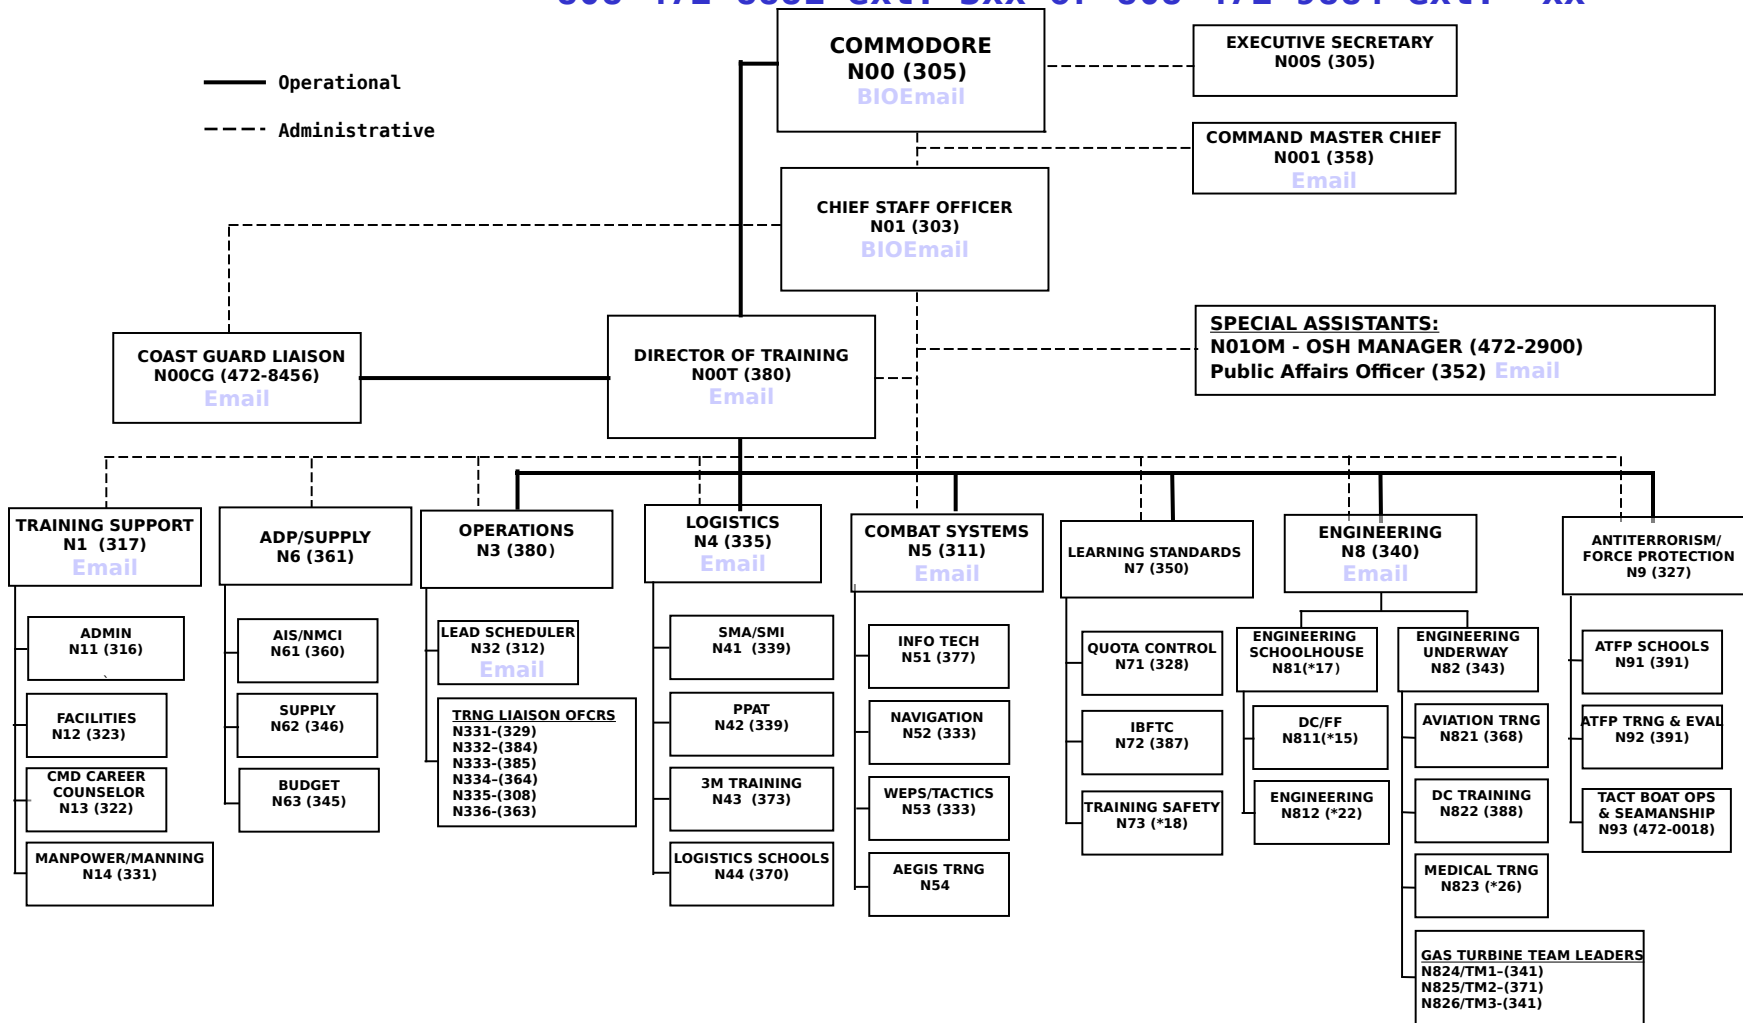 Operational
Administrative
COMMODORE
N00 (305)
BIOEmail
EXECUTIVE SECRETARY
N00S (305)
COMMAND MASTER CHIEF
N001 (358)
Email
CHIEF STAFF OFFICER
N01 (303)
BIOEmail
COAST GUARD LIAISON
N00CG (472-8456)
Email
DIRECTOR OF TRAINING
N00T (380)
Email
SPECIAL ASSISTANTS:
N01OM - OSH MANAGER (472-2900)
Public Affairs Officer (352) Email
TRAINING SUPPORT
N1 (317)
Email
ADMIN
N11 (316)
FACILITIES
N12 (323)
CMD CAREER
COUNSELOR
N13 (322)
MANPOWER/MANNING
N14 (331)
ADP/SUPPLY
N6 (361)
AIS/NMCI
N61 (360)
SUPPLY
N62 (346)
BUDGET
N63 (345)
OPERATIONS
N3 (380)
LEAD SCHEDULER
N32 (312)
Email
TRNG LIAISON OFCRS
N331-(329)
N332–(384)
N333-(385)
N334–(364)
N335-(308)
N336-(363)
LOGISTICS
N4 (335)
Email
SMA/SMI
N41 (339)
PPAT
N42 (339)
3M TRAINING
N43 (373)
LOGISTICS SCHOOLS
N44 (370)
COMBAT SYSTEMS
N5 (311)
Email
INFO TECH
N51 (377)
NAVIGATION
N52 (333)
WEPS/TACTICS
N53 (333)
AEGIS TRNG
N54
LEARNING STANDARDS
N7 (350)
QUOTA CONTROL
N71 (328)
IBFTC
N72 (387)
TRAINING SAFETY
N73 (*18)
ENGINEERING
N8 (340)
Email
ENGINEERING
SCHOOLHOUSE
N81(*17)
DC/FF
N811(*15)
ENGINEERING
N812 (*22)
ENGINEERING
UNDERWAY
N82 (343)
AVIATION TRNG
N821 (368)
DC TRAINING
N822 (388)
MEDICAL TRNG
N823 (*26)
GAS TURBINE TEAM LEADERS
N824/TM1–(341)
N825/TM2–(371)
N826/TM3-(341)
ANTITERRORISM/
FORCE PROTECTION
N9 (327)
ATFP SCHOOLS
N91 (391)
ATFP TRNG & EVAL
N92 (391)
TACT BOAT OPS
& SEAMANSHIP
N93 (472-0018)